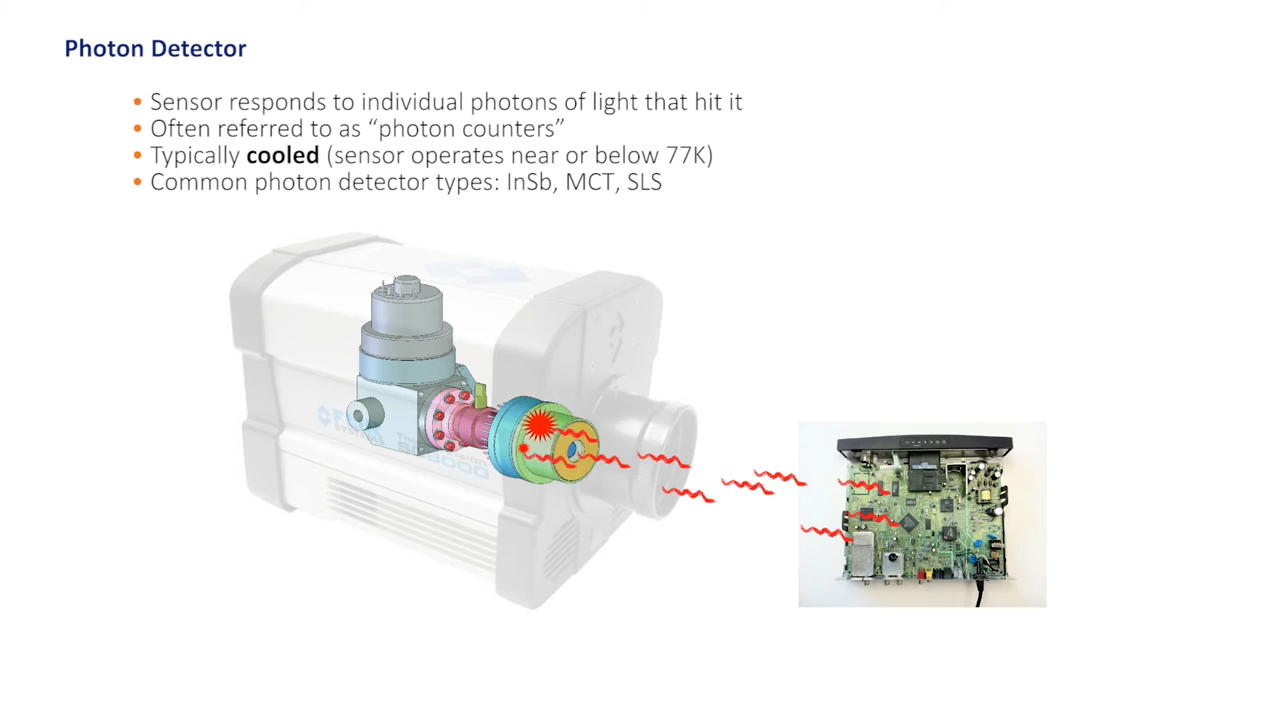 Photon Detector
• Sensor responds to individual photons of light that hit it
• Often referred to as “photon counters”
• Typically cooled (sensor operates near or below 77K)
• Common photon detector types: InSb, MCT, SLS